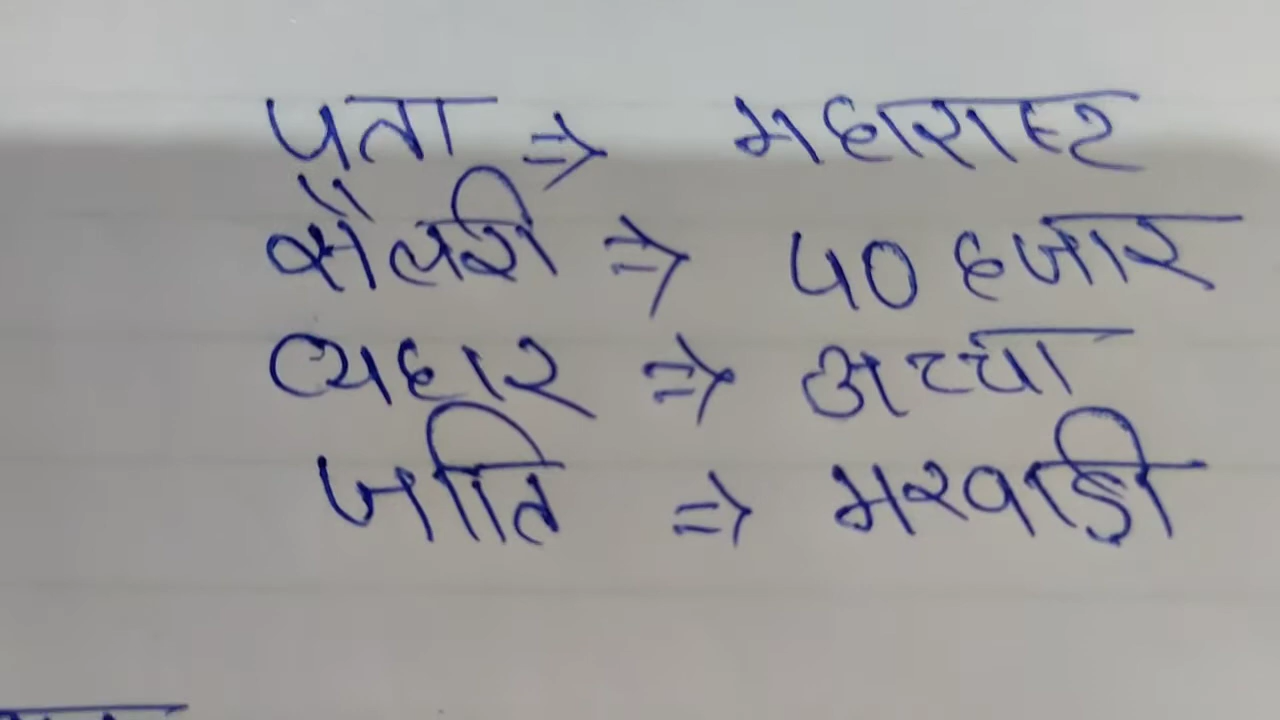 पता => महारास्ट
सैलरी => 40 हजार
व्यहार => अच्चा
जाति => मरवाड़ी